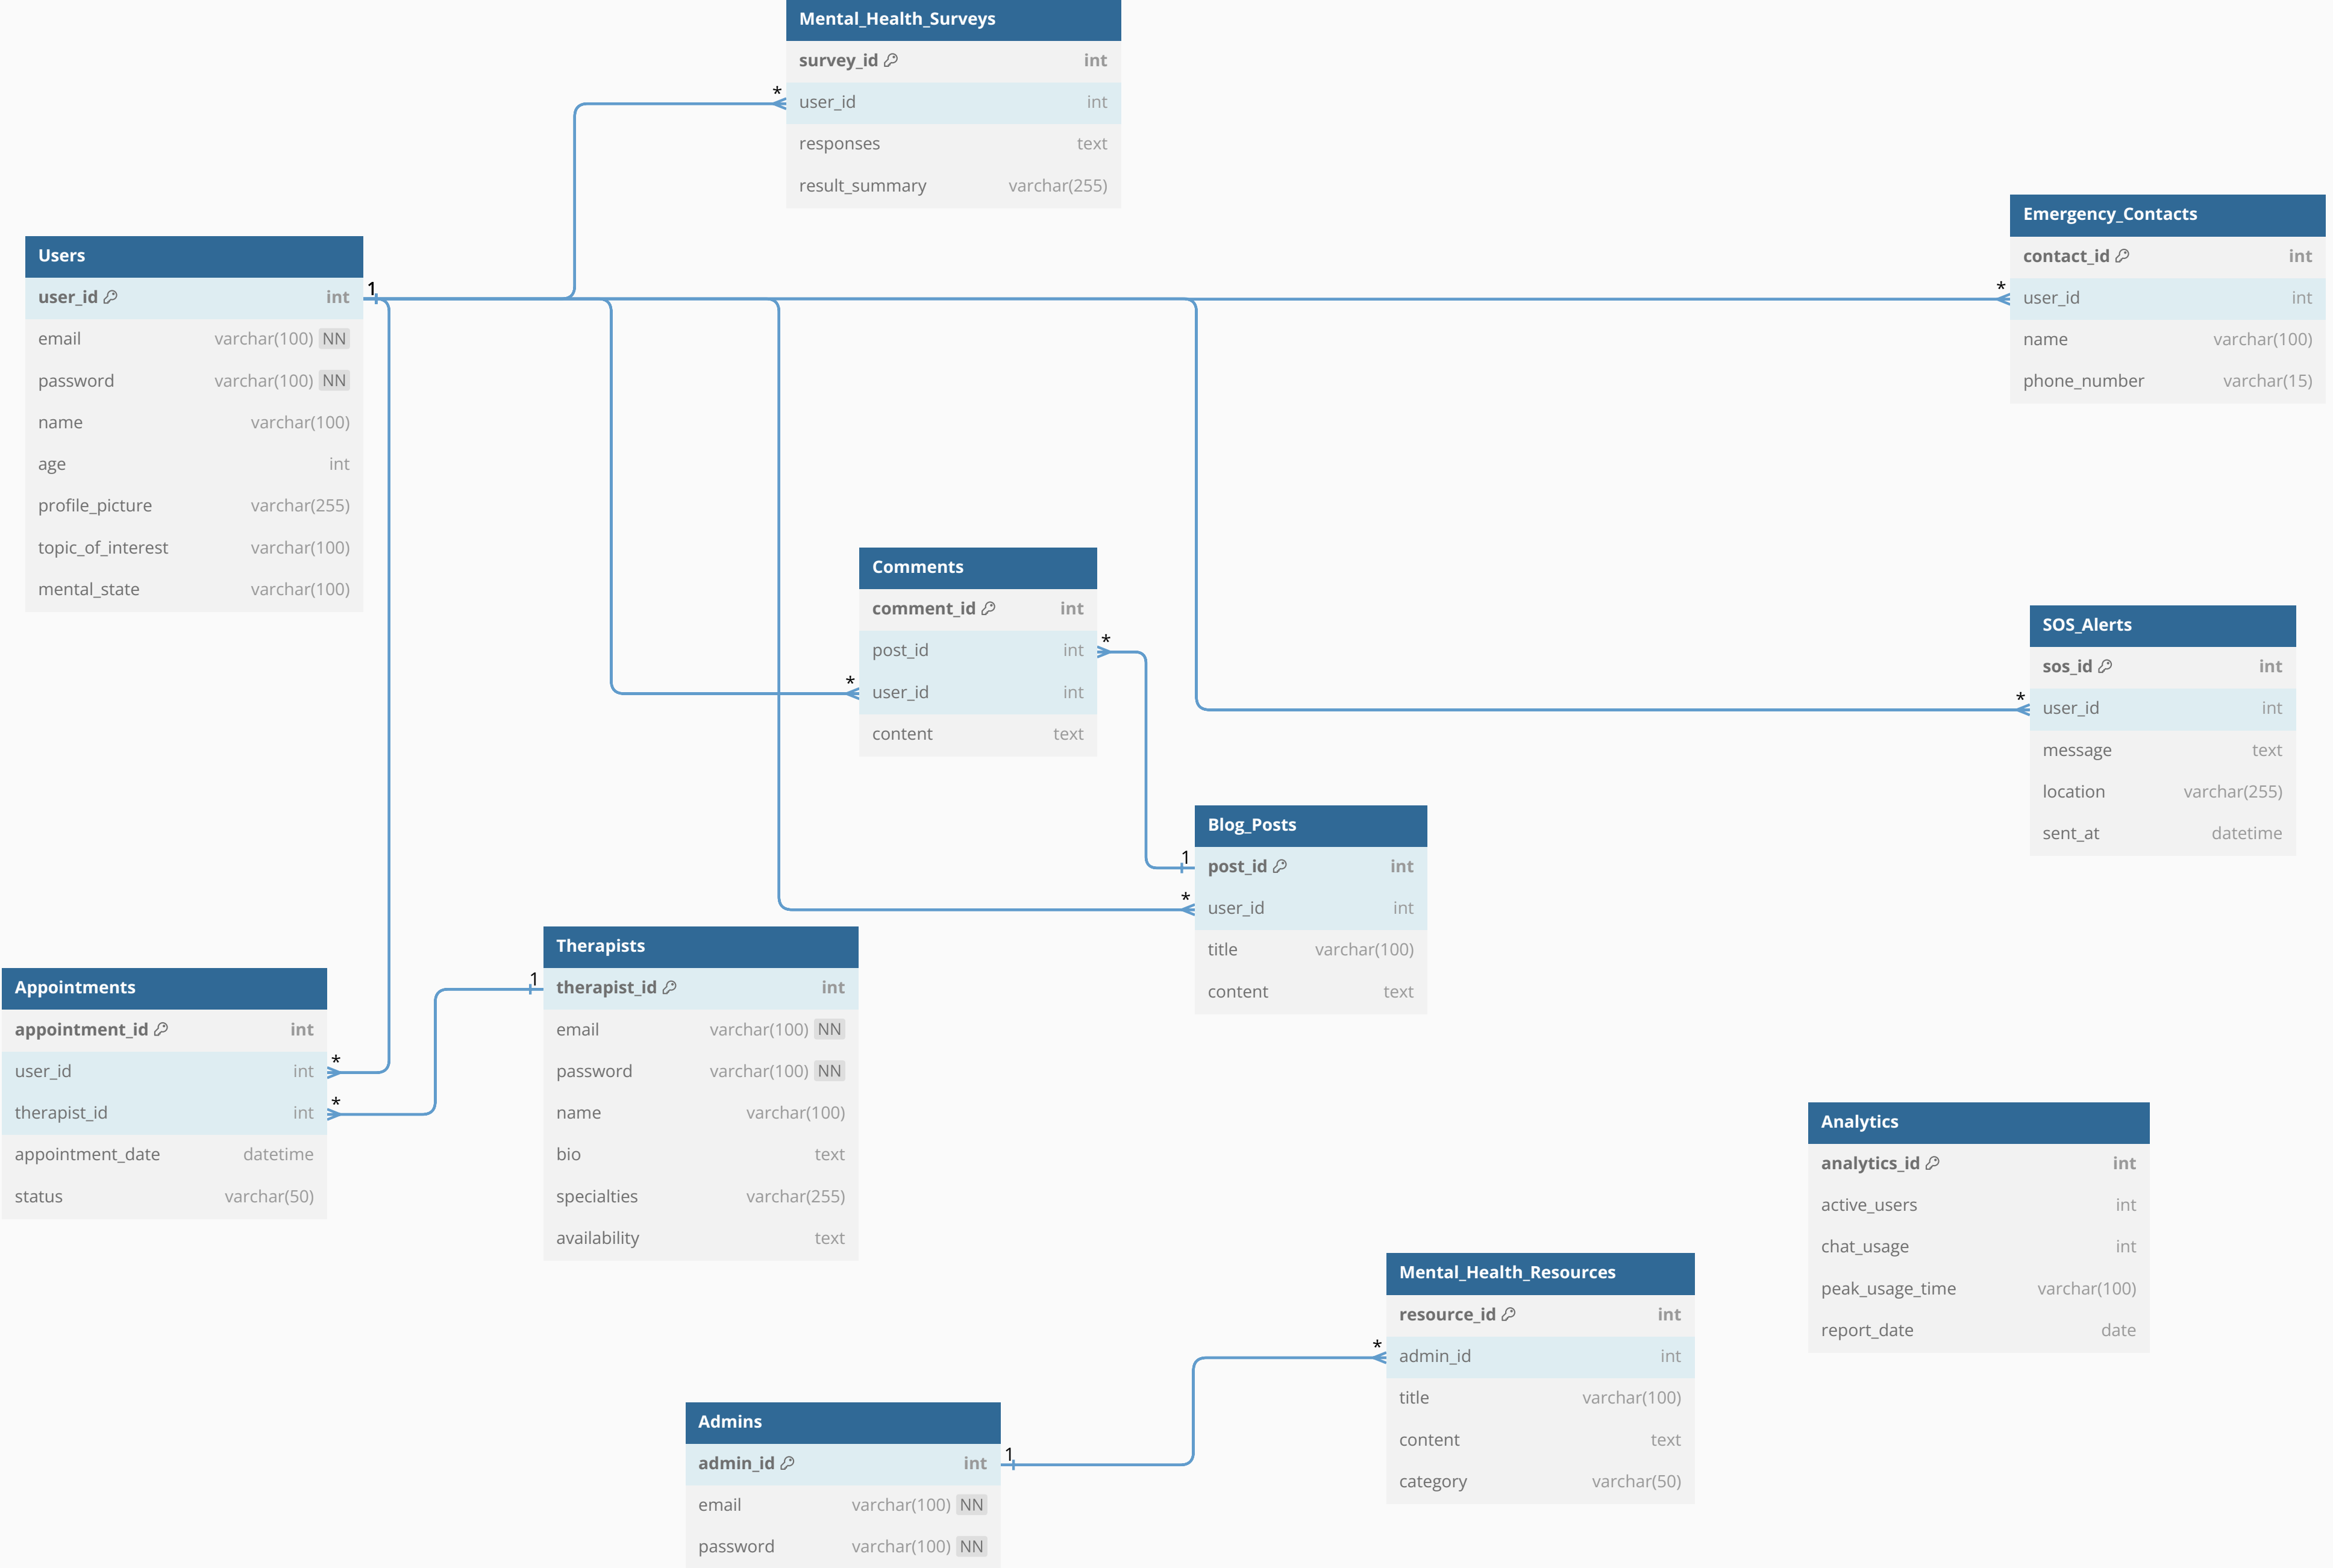 Mental_Health_Surveys
survey_id int
* user_id int
responses text
result_summary varchar(255)
Emergency_Contacts
contact_id int
* user_id int
name varchar(100)
phone_number varchar(15)
Users
user_id int 1
email varchar(100) NN
password varchar(100) NN
name varchar(100)
age int
profile_picture varchar(255)
topic_of_interest varchar(100)
mental_state varchar(100)
Comments
comment_id int
post_id int *
* user_id int
content text
SOS_Alerts
sos_id int
* user_id int
message text
location varchar(255)
sent_at datetime
Blog_Posts
1 post_id int
* user_id int
title varchar(100)
content text
Therapists
1 therapist_id int
email varchar(100) NN
password varchar(100) NN
name varchar(100)
bio text
specialties varchar(255)
availability text
Appointments
appointment_id int
user_id int *
therapist_id int *
appointment_date datetime
status varchar(50)
Analytics
analytics_id int
active_users int
chat_usage int
peak_usage_time varchar(100)
report_date date
Mental_Health_Resources
resource_id int
* admin_id int
title varchar(100)
content text
category varchar(50)
Admins
admin_id int 1
email varchar(100) NN
password varchar(100) NN